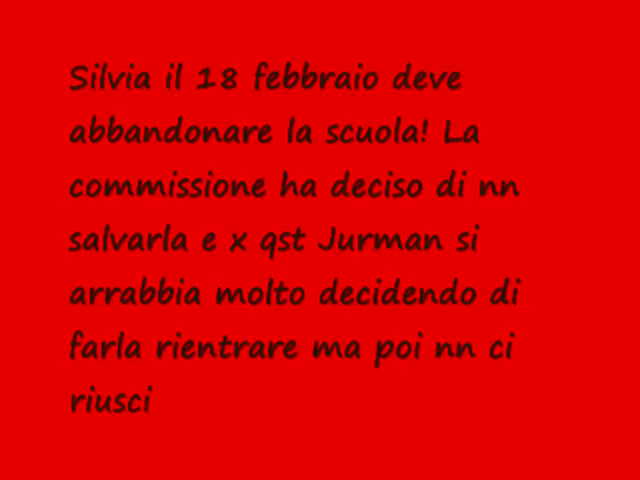 Silvia il 18 febbraio deve
abbandonare la scuola! La
commissione ha deciso di nn
salvarla e x qst Jurman si
arrabbia molto decidendo di
farla rientrare ma poi nn ci
riusci